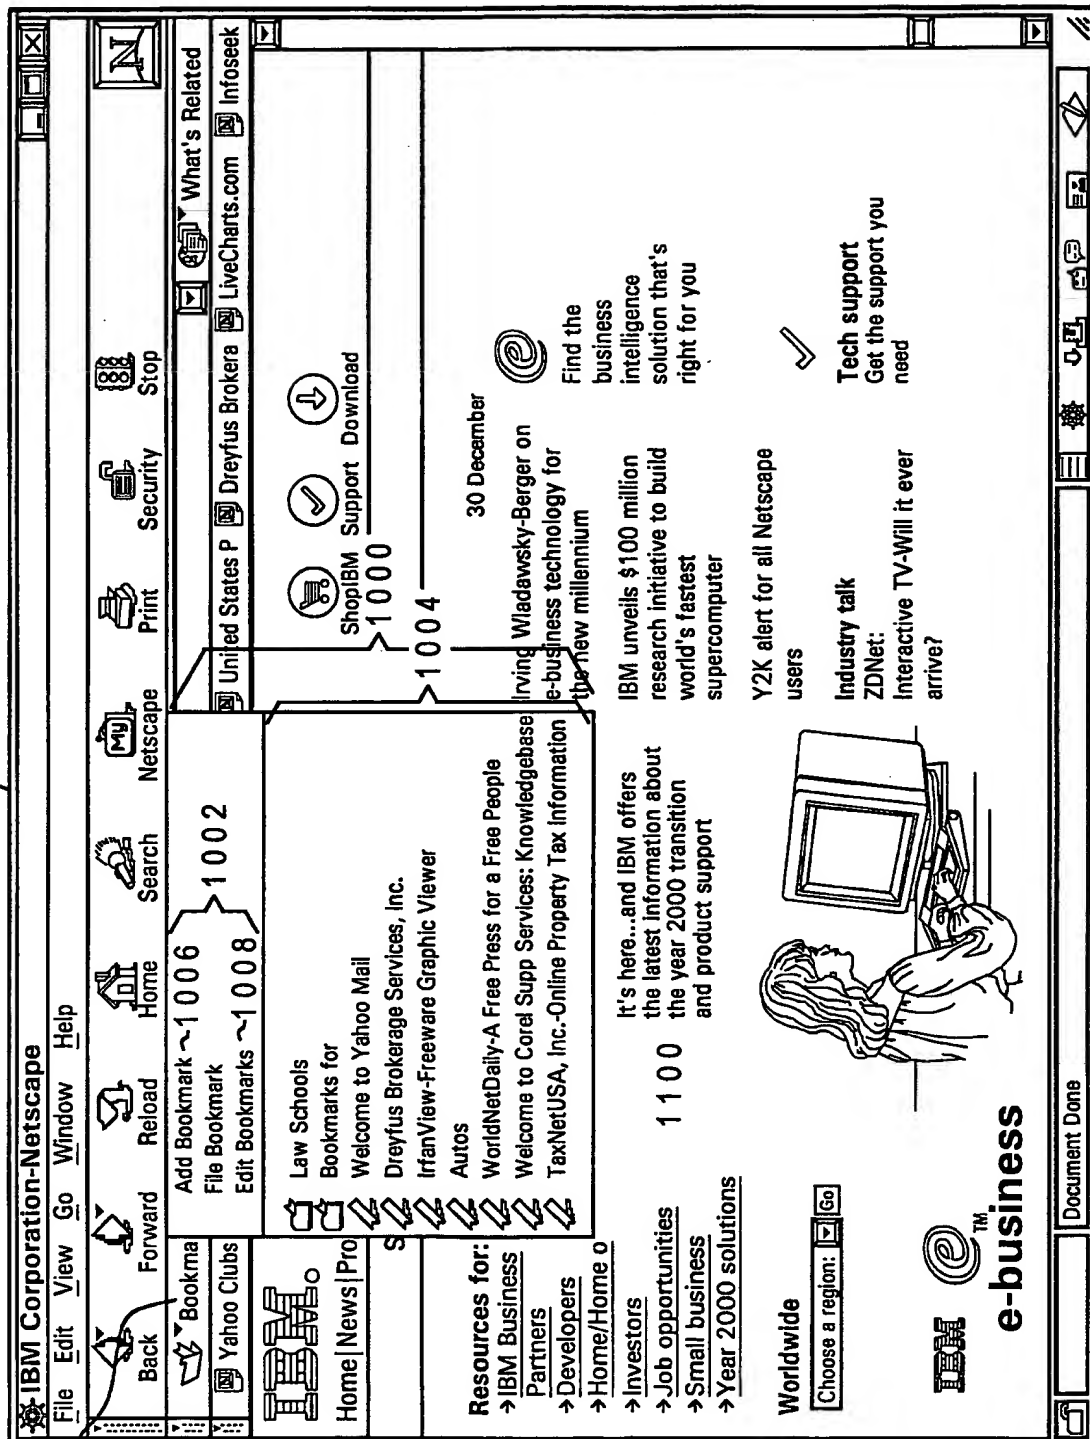 IBM Corporation-Netscape
File Edit View Go Window Help
Back Forward Reload Home Search Netscape Print Security Stop
My
N
Bookma
What's Related
Yahoo Clubs
United States P
Dreyfus Brokera
LiveCharts.com
Infoseek
Add Bookmark ~1006
File Bookmark
Edit Bookmarks ~1008
1002
Law Schools
Bookmarks for
Welcome to Yahoo Mail
Dreyfus Brokerage Services, Inc.
IrfanView-Freeware Graphic Viewer
Autos
WorldNetDaily-A Free Press for a Free People
Welcome to Corel Supp Services: Knowledgebase
TaxNetUSA, Inc.-Online Property Tax Information
IBM
Home|News|Pro
S
ShopIBM Support Download
1000
1004
30 December
Resources for:
→IBM Business
Partners
→Developers
→Home/Home o
→Investors
→Job opportunities
→Small business
→Year 2000 solutions
1100
It's here...and IBM offers
the latest information about
the year 2000 transition
and product support
Irving Wladawsky-Berger on
e-business technology for
the new millennium
IBM unveils $100 million
research initiative to build
world's fastest
supercomputer
Y2K alert for all Netscape
users
Industry talk
ZDNet:
Interactive TV-Will it ever
arrive?
Find the
business
intelligence
solution that's
right for you
Tech support
Get the support you
need
Worldwide
Choose a region: Go
IBM
e TM
e-business
Document Done